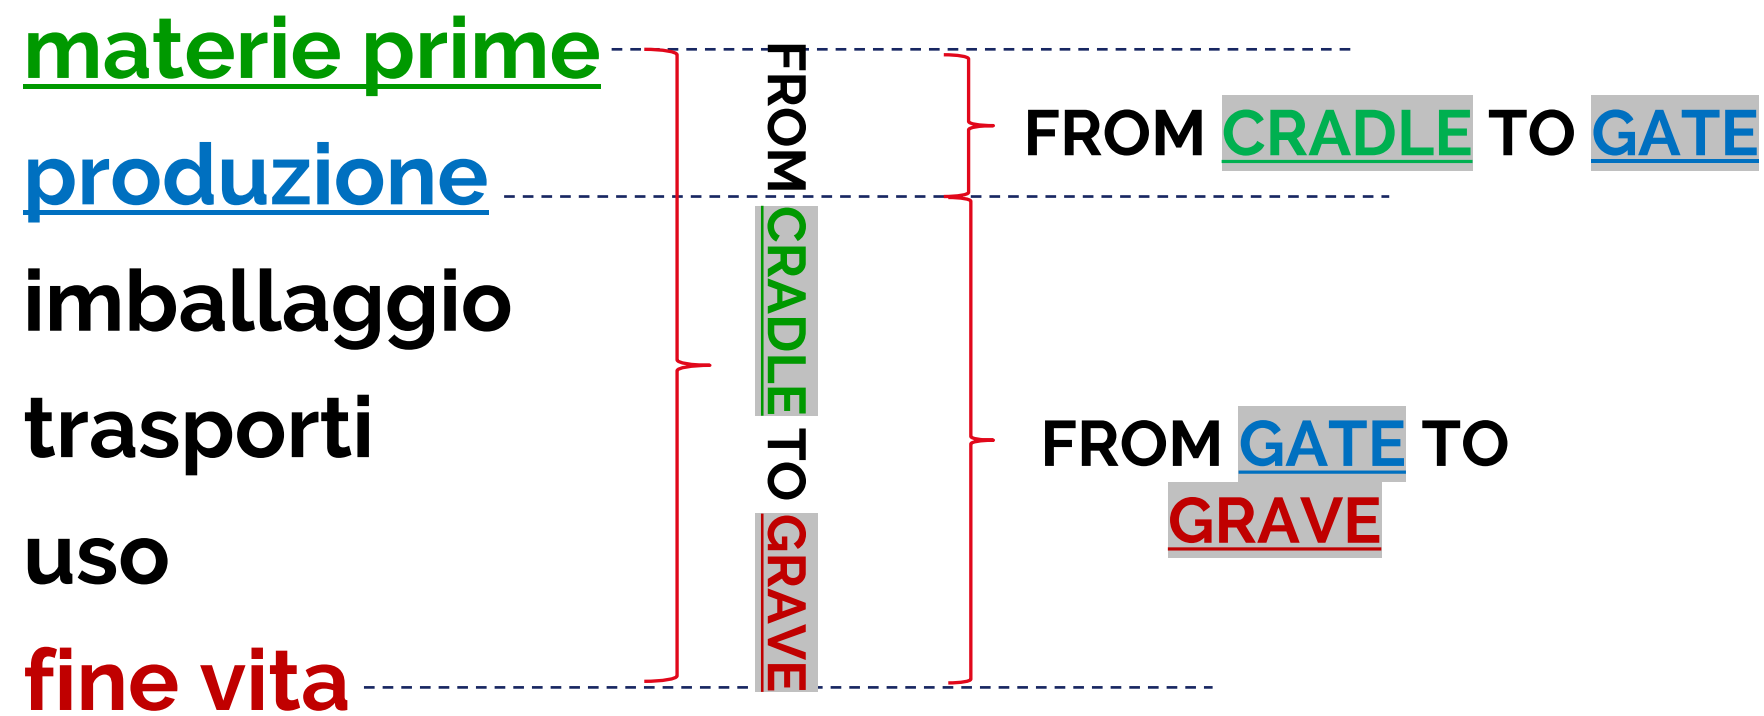 materie prime
produzione
imballaggio
trasporti
uso
fine vita
FROM CRADLE TO GRAVE
FROM CRADLE TO GATE
FROM GATE TO
GRAVE